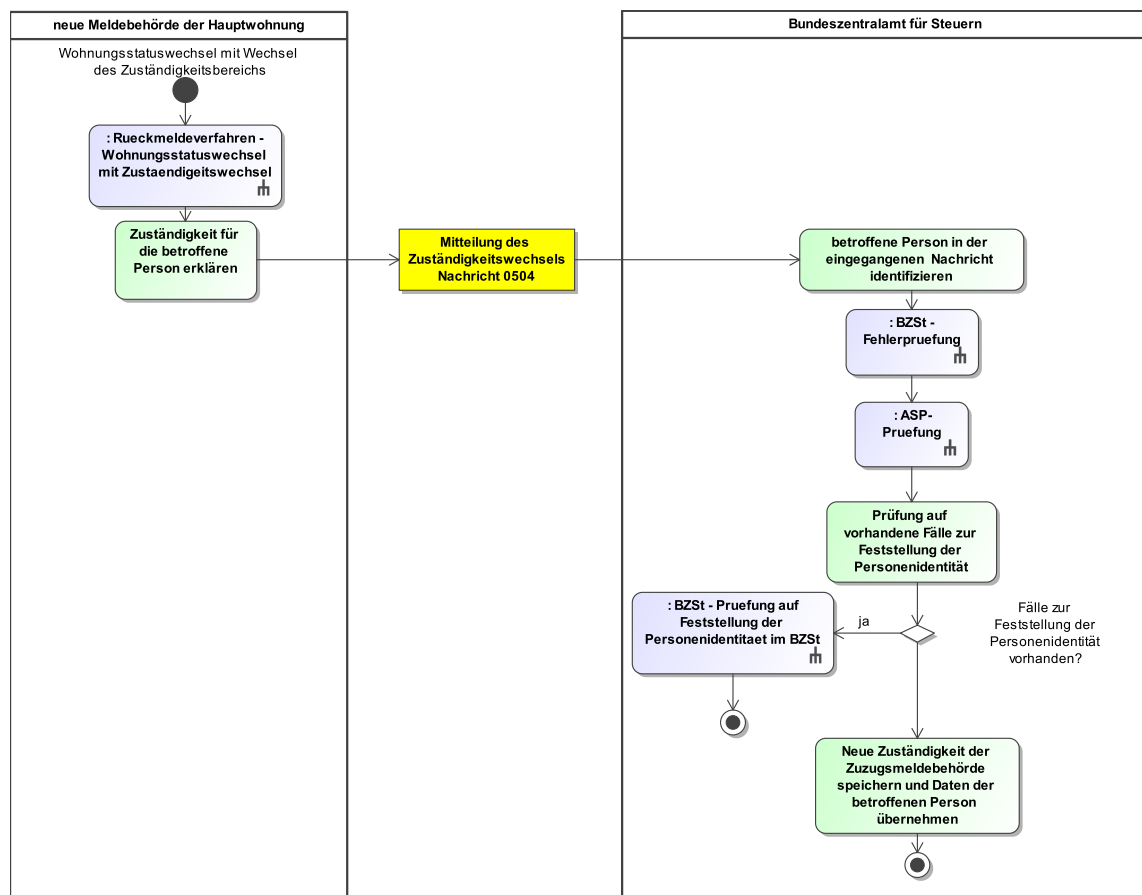 neue Meldebehörde der Hauptwohnung
Wohnungsstatuswechsel mit Wechsel
des Zuständigkeitsbereichs
: Rueckmeldeverfahren -
Wohnungsstatuswechsel
mit Zustaendigeitswechsel
Zuständigkeit für
die betroffene
Person erklären
Mitteilung des
Zuständigkeitswechsels
Nachricht 0504
Bundeszentralamt für Steuern
betroffene Person in der
eingegangenen Nachricht
identifizieren
: BZSt -
Fehlerpruefung
: ASP-
Pruefung
Prüfung auf
vorhandene Fälle zur
Feststellung der
Personenidentität
Fälle zur
Feststellung der
Personenidentität
vorhanden?
ja
: BZSt - Pruefung auf
Feststellung der
Personenidentitaet im BZSt
Neue Zuständigkeit der
Zuzugsmeldebehörde
speichern und Daten der
betroffenen Person
übernehmen